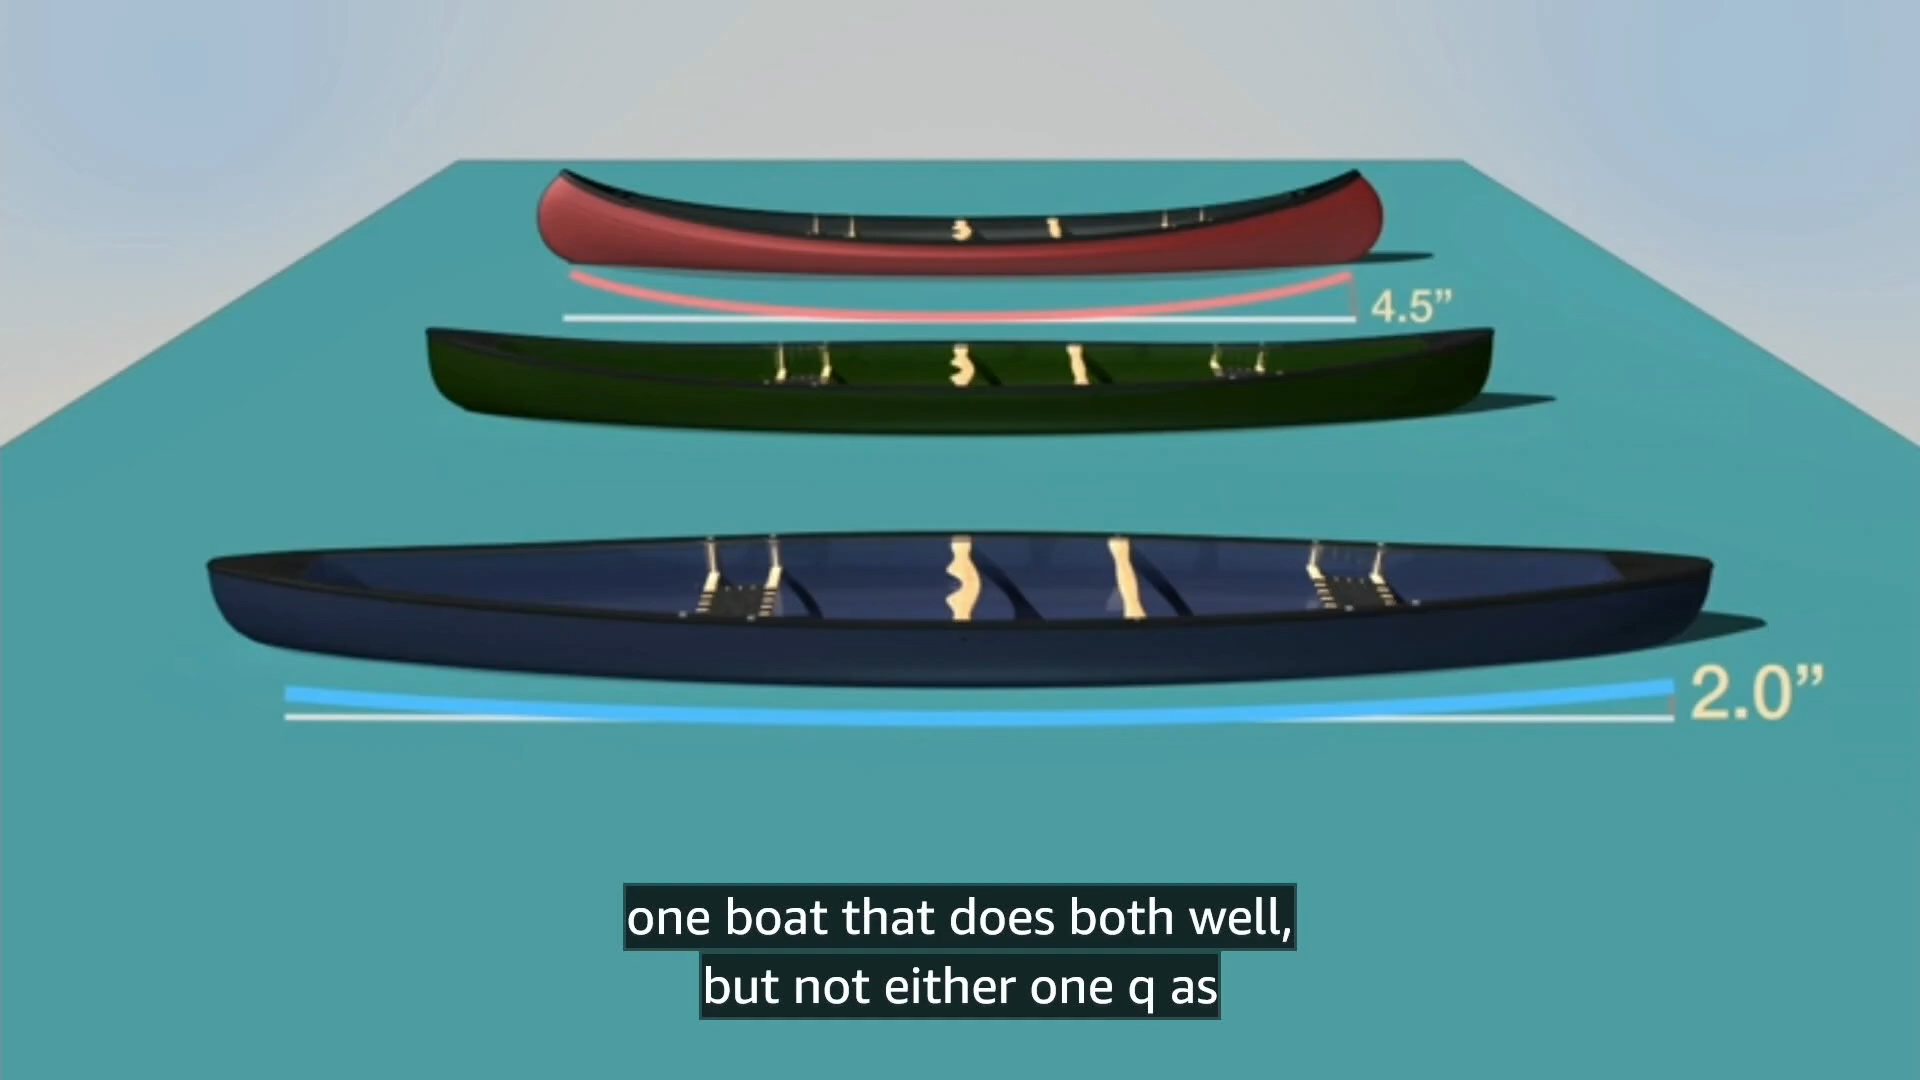 4.5”
2.0”
one boat that does both well,
but not either one q as